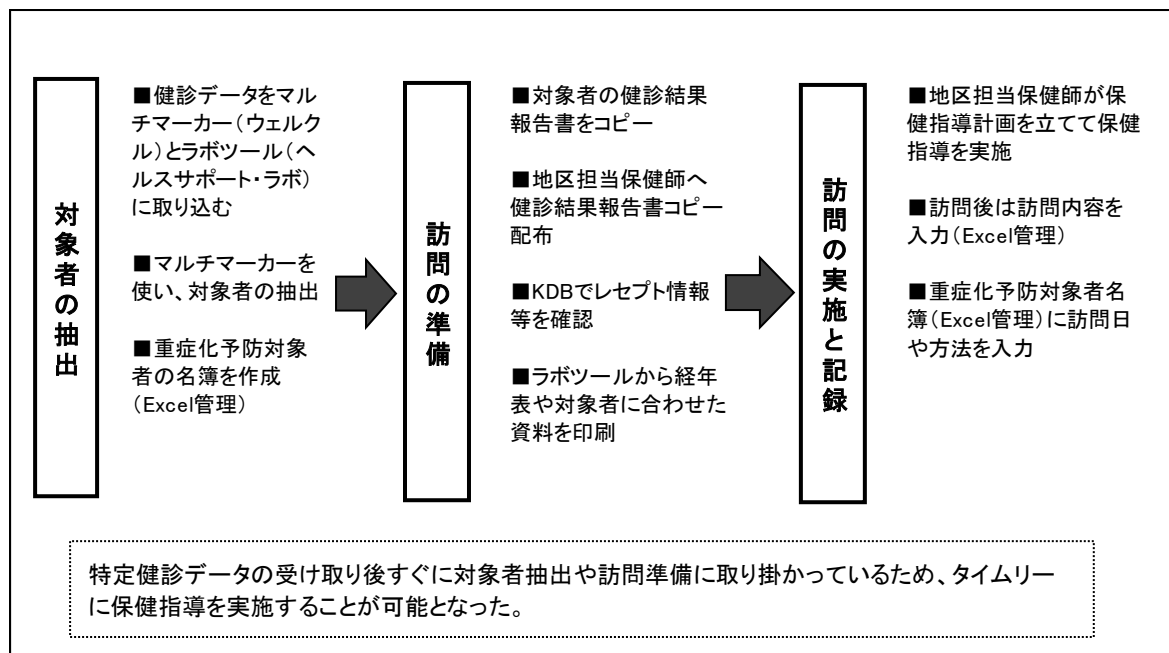 対象者の抽出
■健診データをマル
チマーカー(ウェルク
ル)とラボツール(ヘ
ルスサポート・ラボ)
に取り込む
■マルチマーカーを
使い、対象者の抽出
■重症化予防対象
者の名簿を作成
(Excel管理)
訪問の準備
■対象者の健診結果
報告書をコピー
■地区担当保健師へ
健診結果報告書コピー
配布
■KDBでレセプト情報
等を確認
■ラボツールから経年
表や対象者に合わせた
資料を印刷
訪問の実施と記録
■地区担当保健師が保
健指導計画を立てて保健
指導を実施
■訪問後は訪問内容を
入力(Excel管理)
■重症化予防対象者名
簿(Excel管理)に訪問日
や方法を入力
特定健診データの受け取り後すぐに対象者抽出や訪問準備に取り掛かっているため、タイムリー
に保健指導を実施することが可能となった。